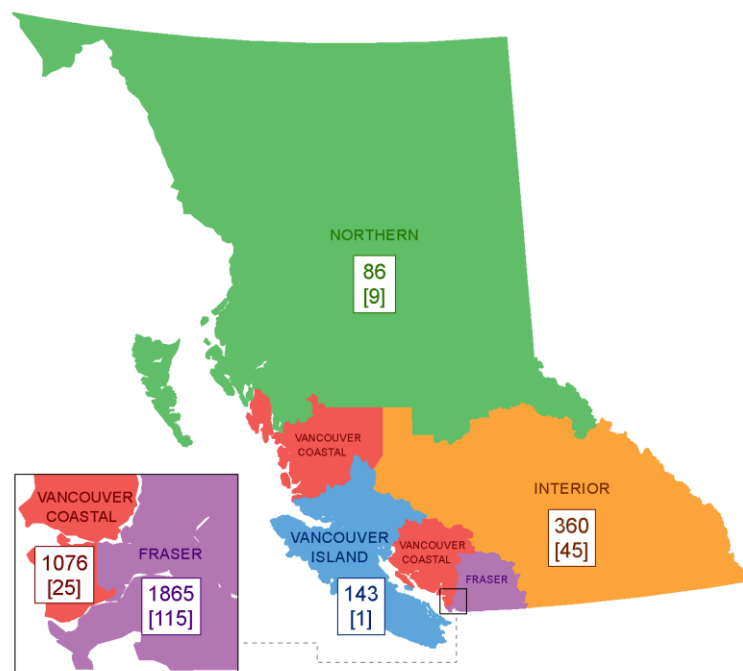 NORTHERN
86
[9]
VANCOUVER
COASTAL
INTERIOR
360
[45]
VANCOUVER
ISLAND
143
[1]
VANCOUVER
COASTAL
FRASER
VANCOUVER
COASTAL
1076
[25]
FRASER
1865
[115]